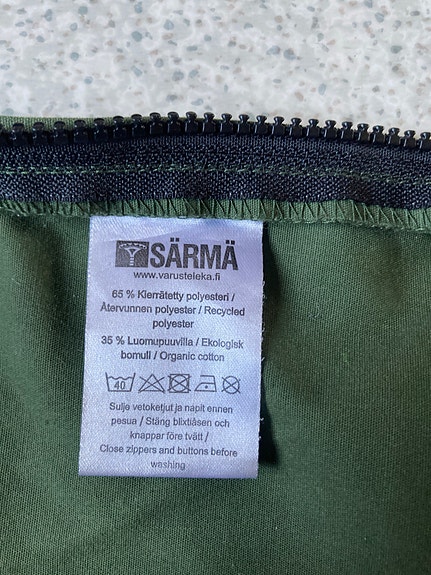 SÄRMÄ
www.varusteleka.fi
65 % Kierrätetty polyesteri /
Återvunnen polyester / Recycled
polyester
35 % Luomupuuvilla / Ekologisk
bomull / Organic cotton
40
Sulje vetoketjut ja napit ennen
pesua / Stäng blixtlåsen och
knappar före tvätt /
Close zippers and buttons before
washing